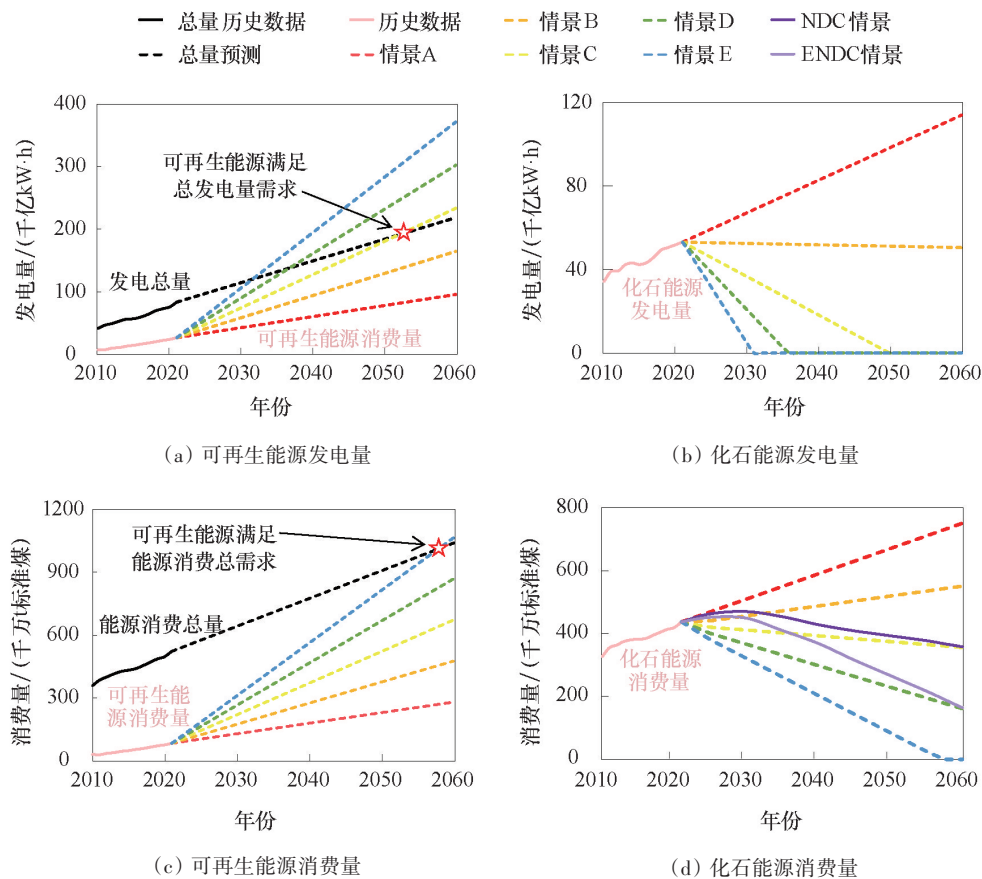 总量历史数据 历史数据 情景B 情景D NDC情景
总量预测 情景A 情景C 情景E ENDC情景
发电量/(千亿kW·h)
400
300
200
100
0
可再生能源满足
总发电量需求
发电总量
可再生能源消费量
2010 2020 2030 2040 2050 2060
年份
(a) 可再生能源发电量
发电量/(千亿kW·h)
120
80
40
0
化石能源
发电量
2010 2020 2030 2040 2050 2060
年份
(b) 化石能源发电量
消费量/(千万t标准煤)
1200
900
600
300
0
可再生能源满足
能源消费总需求
能源消费总量
可再生能
源消费量
2010 2020 2030 2040 2050 2060
年份
(c) 可再生能源消费量
消费量/(千万t标准煤)
800
600
400
200
0
化石能源
消费量
2010 2020 2030 2040 2050 2060
年份
(d) 化石能源消费量